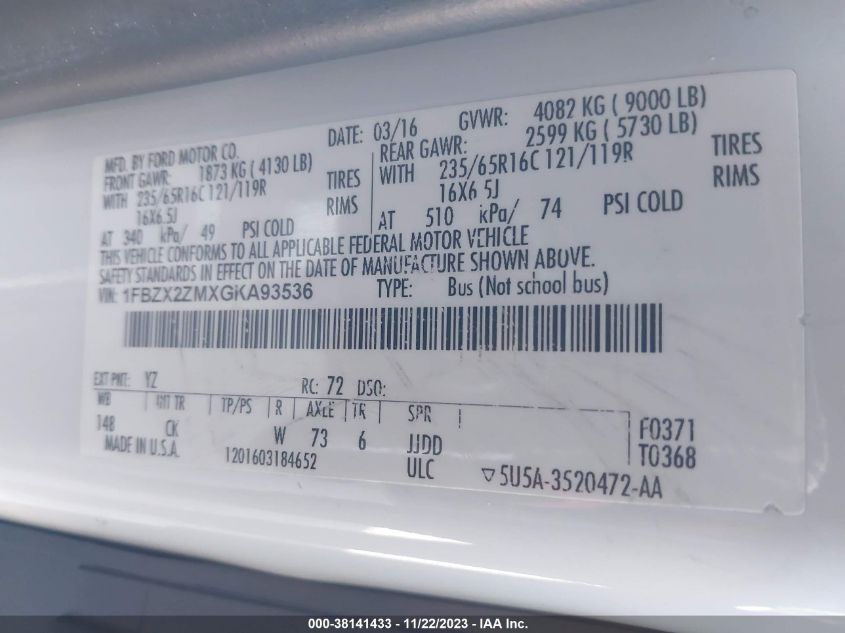 MFD. BY FORD MOTOR CO.
DATE: 03/16 GVWR: 4082 KG ( 9000 LB)
FRONT GAWR: 1873 KG ( 4130 LB)
REAR GAWR: 2599 KG ( 5730 LB)
WITH 235/65R16C 121/119R TIRES
WITH 235/65R16C 121/119R TIRES
16X6.5J RIMS
16X6 5J RIMS
AT 340 kPa/ 49 PSI COLD
AT 510 kPa/ 74 PSI COLD
THIS VEHICLE CONFORMS TO ALL APPLICABLE FEDERAL MOTOR VEHICLE
SAFETY STANDARDS IN EFFECT ON THE DATE OF MANUFACTURE SHOWN ABOVE.
VIN: 1FBZX2ZMXGKA93536 TYPE: Bus (Not school bus)
EXT PNT: YZ RC: 72 DSO:
WB INT TR TP/PS R AXLE TR SPR
148 CK W 73 6 JJDD F0371
MADE IN U.S.A. 1201603184652 ULC T0368
▽5U5A-3520472-AA
000-38141433 - 11/22/2023 - IAA Inc.